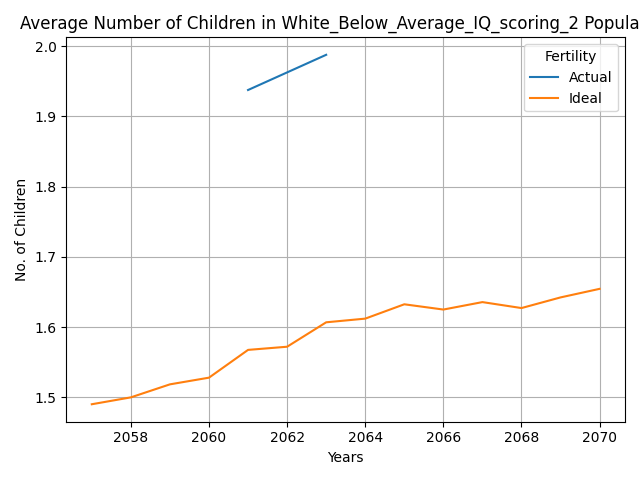 Average Number of Children in White_Below_Average_IQ_scoring_2 Popula
Fertility
Actual
Ideal
2.0
1.9
1.8
1.7
1.6
1.5
No. of Children
2058 2060 2062 2064 2066 2068 2070
Years